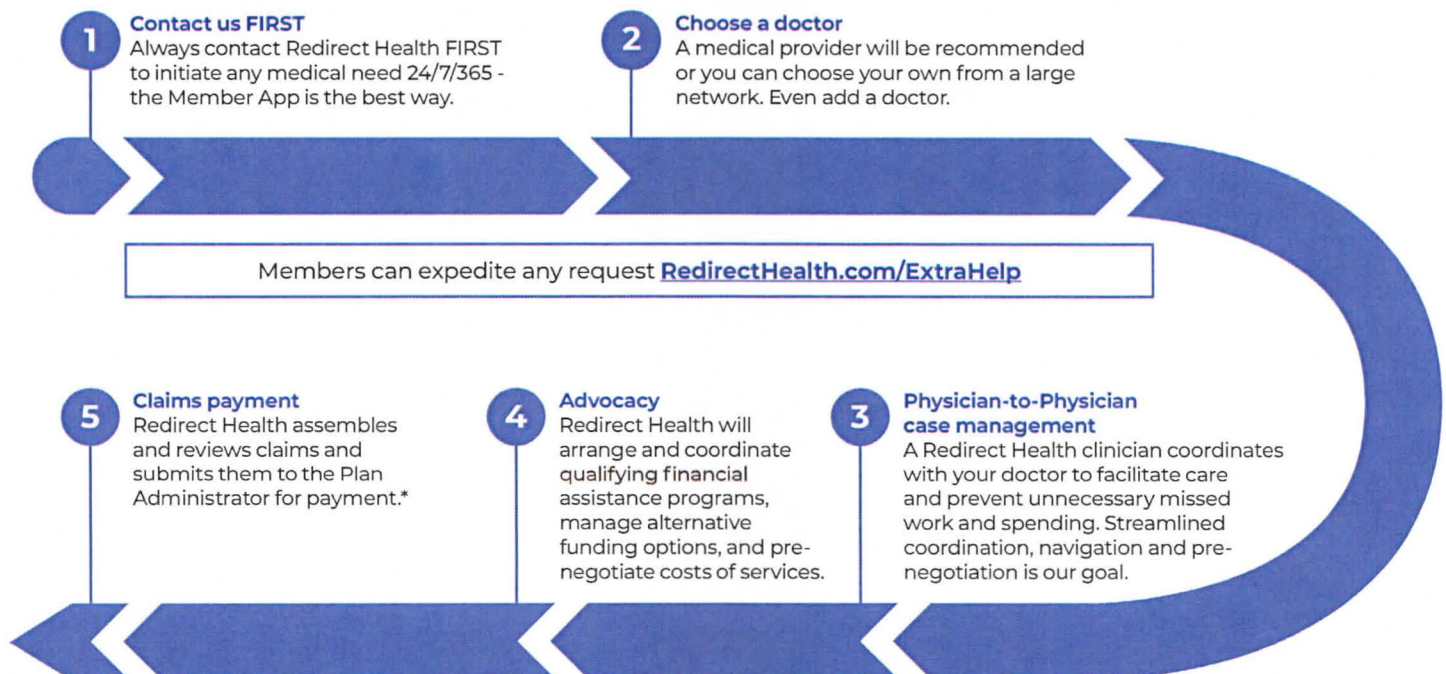 1
Contact us FIRST
Always contact Redirect Health FIRST
to initiate any medical need 24/7/365 -
the Member App is the best way.
2
Choose a doctor
A medical provider will be recommended
or you can choose your own from a large
network. Even add a doctor.
Members can expedite any request RedirectHealth.com/ExtraHelp
3
Physician-to-Physician
case management
A Redirect Health clinician coordinates
with your doctor to facilitate care
and prevent unnecessary missed
work and spending. Streamlined
coordination, navigation and pre-
negotiation is our goal.
4
Advocacy
Redirect Health will
arrange and coordinate
qualifying financial
assistance programs,
manage alternative
funding options, and pre-
negotiate costs of services.
5
Claims payment
Redirect Health assembles
and reviews claims and
submits them to the Plan
Administrator for payment.*